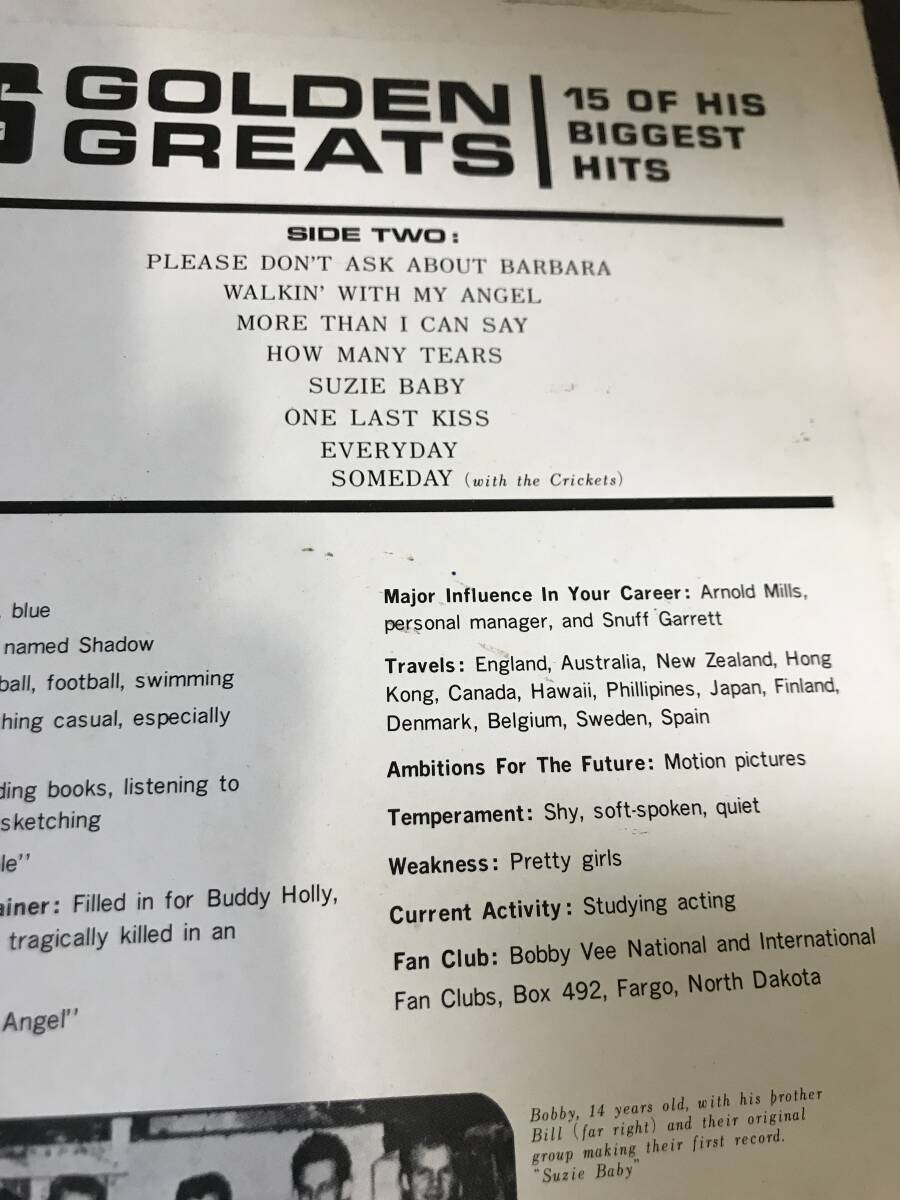 GOLDEN
GREATS
15 OF HIS
BIGGEST
HITS
SIDE TWO:
PLEASE DON'T ASK ABOUT BARBARA
WALKIN' WITH MY ANGEL
MORE THAN I CAN SAY
HOW MANY TEARS
SUZIE BABY
ONE LAST KISS
EVERYDAY
SOMEDAY (with the Crickets)
blue
named Shadow
ball, football, swimming
hing casual, especially
ding books, listening to
sketching
le"
ainer: Filled in for Buddy Holly,
tragically killed in an
Angel"
Major Influence In Your Career: Arnold Mills,
personal manager, and Snuff Garrett
Travels: England, Australia, New Zealand, Hong
Kong, Canada, Hawaii, Phillipines, Japan, Finland,
Denmark, Belgium, Sweden, Spain
Ambitions For The Future: Motion pictures
Temperament: Shy, soft-spoken, quiet
Weakness: Pretty girls
Current Activity: Studying acting
Fan Club: Bobby Vee National and International
Fan Clubs, Box 492, Fargo, North Dakota
Bobby, 14 years old, with his brother
Bill (far right) and their original
group making their first record.
"Suzie Baby"